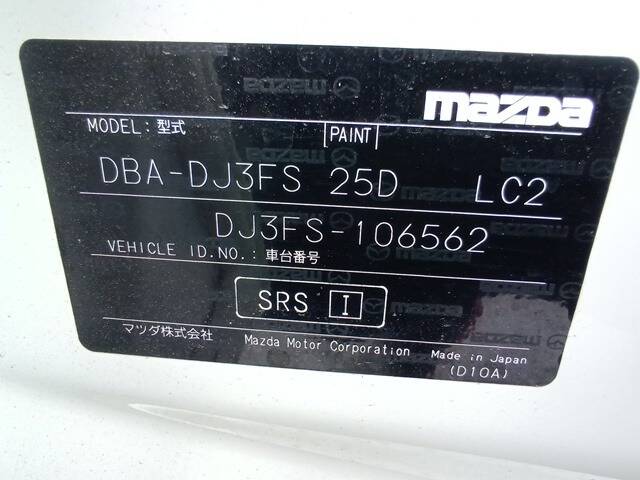 mazda
MODEL：型式 [PAINT]
DBA-DJ3FS 25D LC2
DJ3FS-106562
VEHICLE ID.NO.：車台番号
SRS I
マツダ株式会社 Mazda Motor Corporation Made in Japan
(D10A)